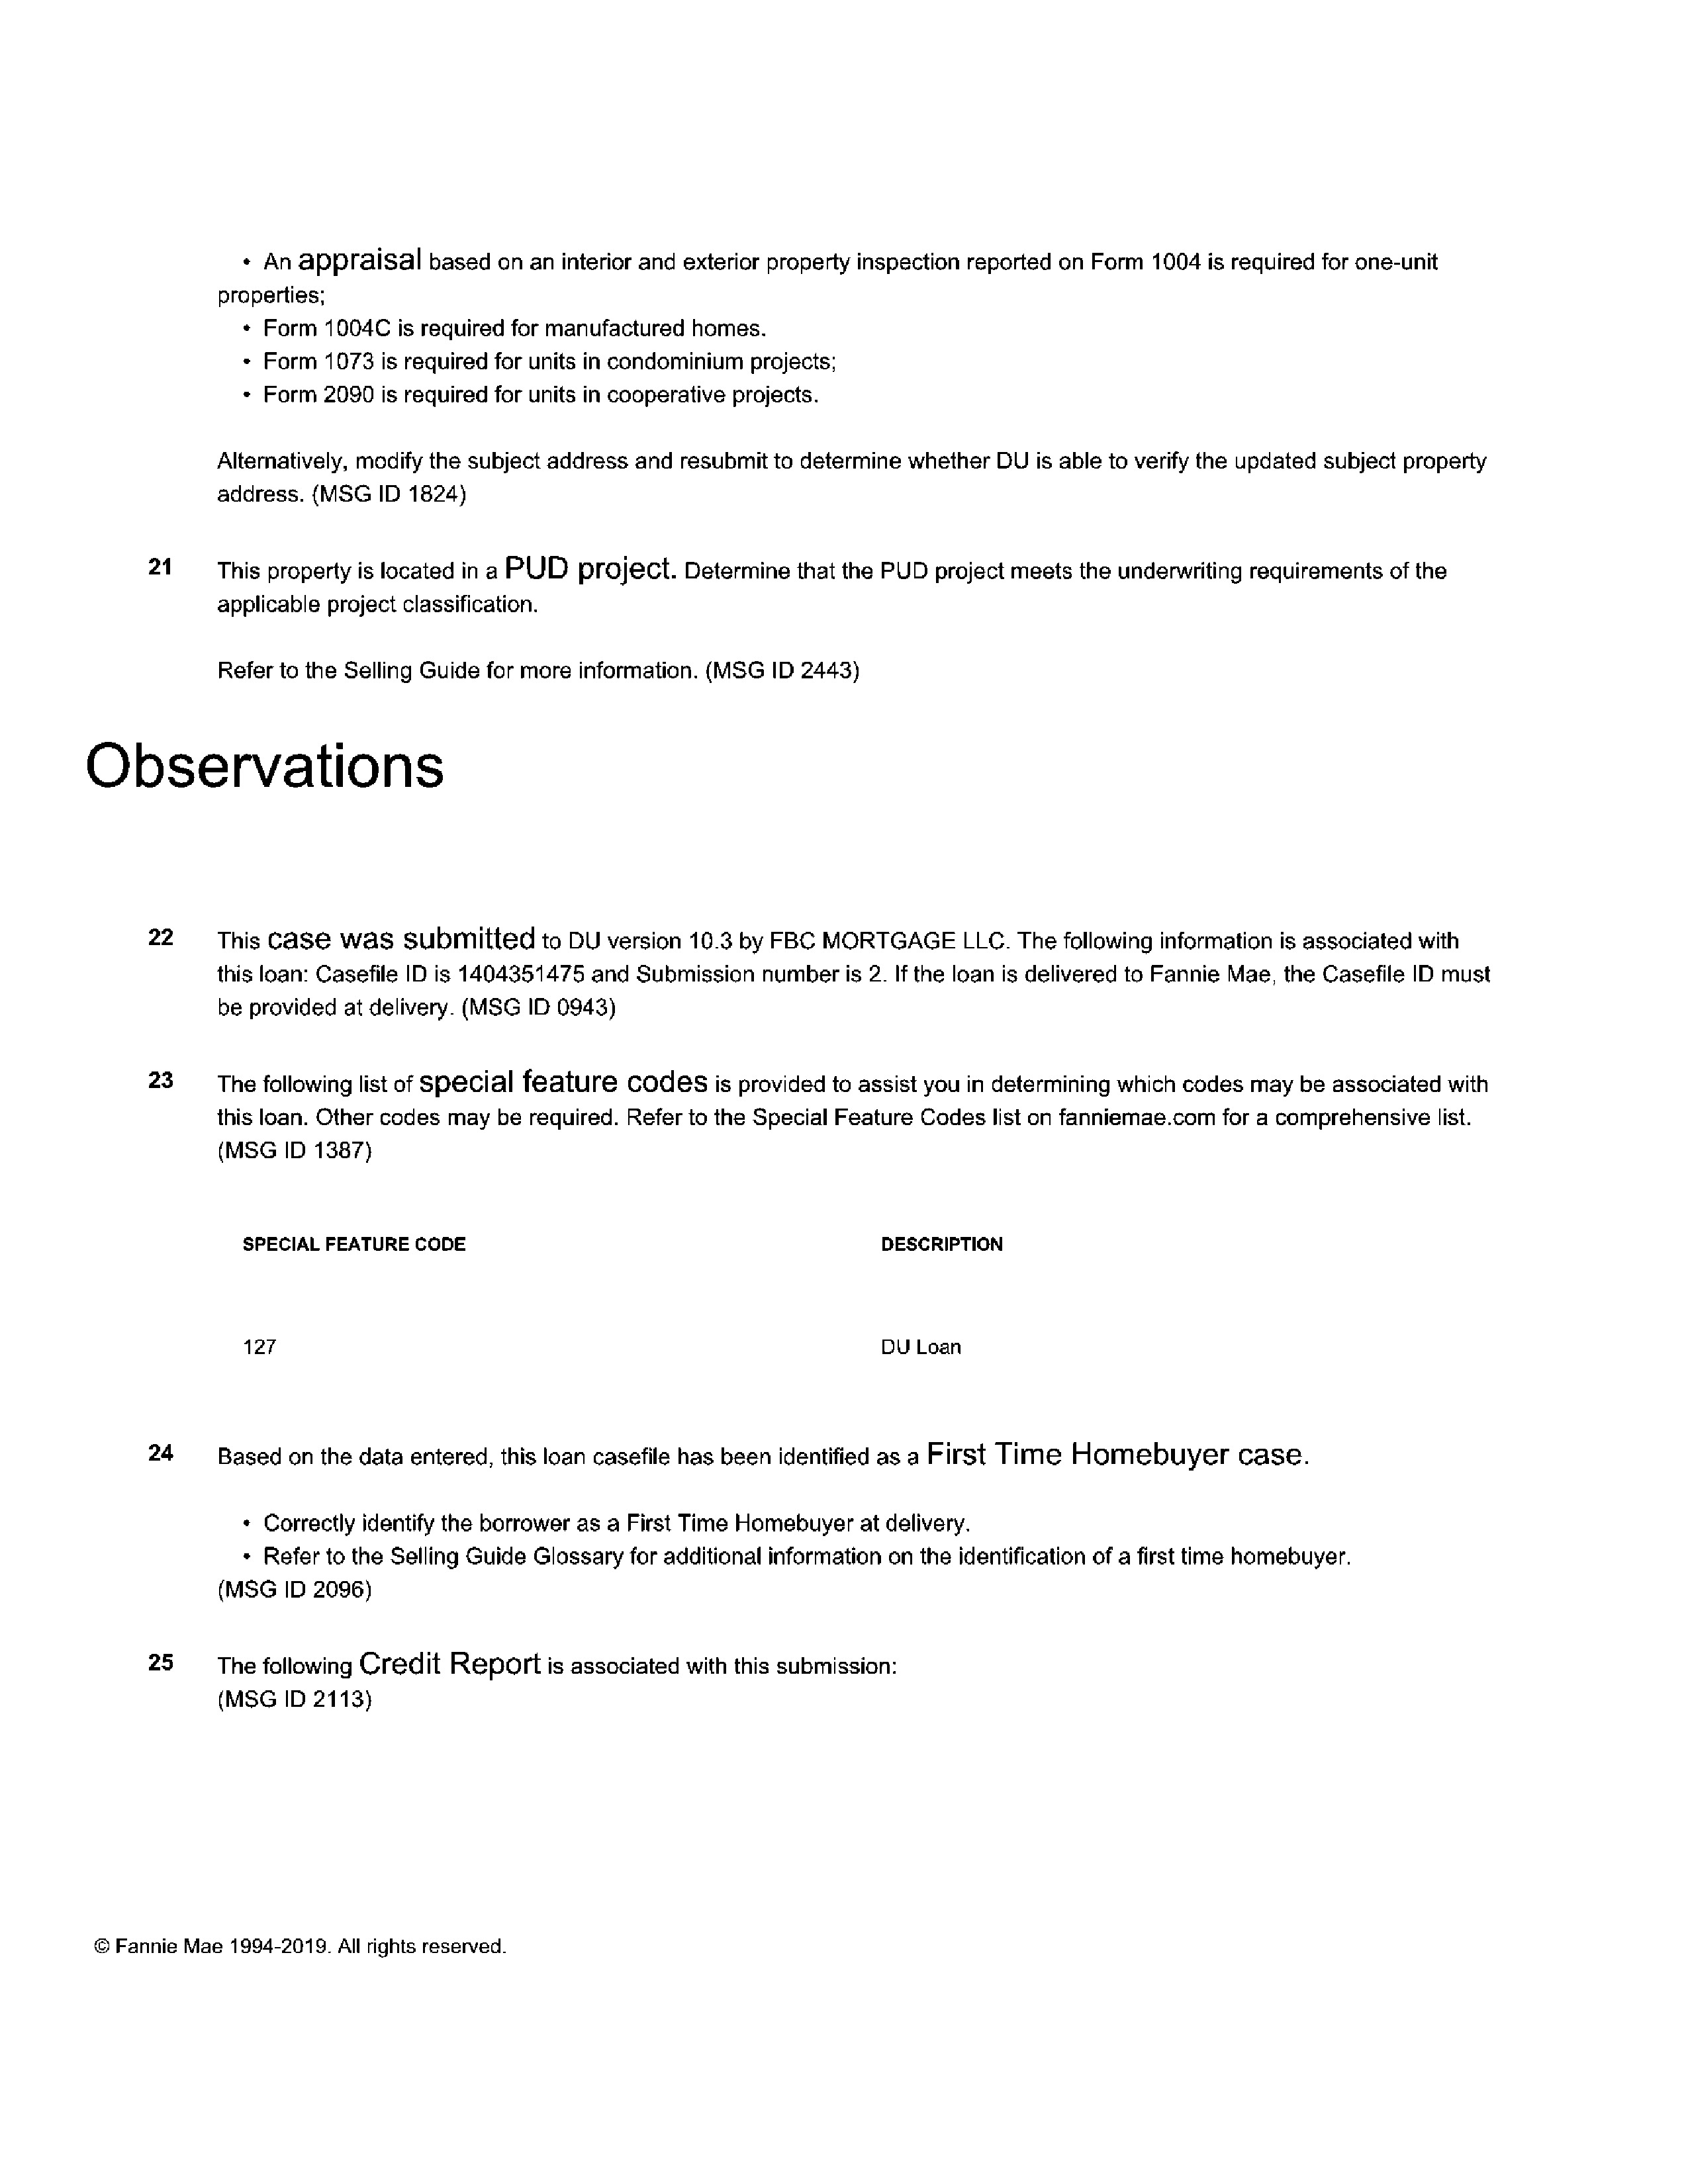 • An appraisal based on an interior and exterior property inspection reported on Form 1004 is required for one-unit
properties;
• Form 1004C is required for manufactured homes.
• Form 1073 is required for units in condominium projects;
• Form 2090 is required for units in cooperative projects.
Alternatively, modify the subject address and resubmit to determine whether DU is able to verify the updated subject property
address. (MSG ID 1824)
21 This property is located in a PUD project. Determine that the PUD project meets the underwriting requirements of the
applicable project classification.
Refer to the Selling Guide for more information. (MSG ID 2443)
Observations
22 This case was submitted to DU version 10.3 by FBC MORTGAGE LLC. The following information is associated with
this loan: Casefile ID is 1404351475 and Submission number is 2. If the loan is delivered to Fannie Mae, the Casefile ID must
be provided at delivery. (MSG ID 0943)
23 The following list of special feature codes is provided to assist you in determining which codes may be associated with
this loan. Other codes may be required. Refer to the Special Feature Codes list on fanniemae.com for a comprehensive list.
(MSG ID 1387)
SPECIAL FEATURE CODE DESCRIPTION
127 DU Loan
24 Based on the data entered, this loan casefile has been identified as a First Time Homebuyer case.
• Correctly identify the borrower as a First Time Homebuyer at delivery.
• Refer to the Selling Guide Glossary for additional information on the identification of a first time homebuyer.
(MSG ID 2096)
25 The following Credit Report is associated with this submission:
(MSG ID 2113)
© Fannie Mae 1994-2019. All rights reserved.